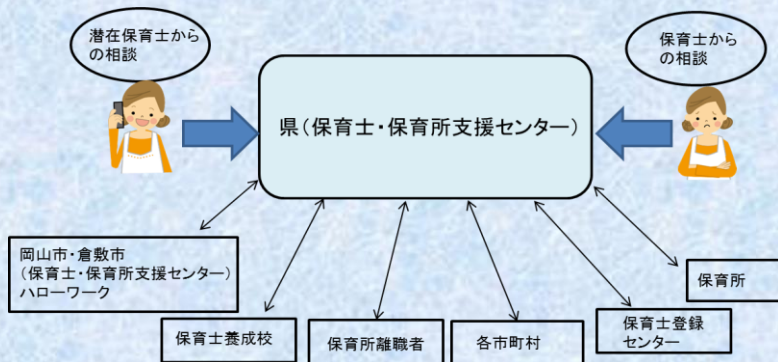 潜在保育士から
の相談
保育士から
の相談
県(保育士・保育所支援センター)
岡山市・倉敷市
(保育士・保育所支援センター)
ハローワーク
保育士養成校
保育所離職者
各市町村
保育士登録
センター
保育所